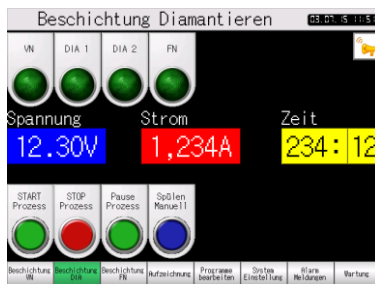 Beschichtung Diamantieren
VN DIA 1 DIA 2 FN
Spannung Strom Zeit
12.30V 1,234A 234: 12
START Prozess
STOP Prozess
Pause Prozess
Spülen Manuell
Beschichtung VN
Beschichtung DIA
Beschichtung FN
Aufzeichnung
Programme bearbeiten
System Einstellung
Alarm Meldungen
Wartung